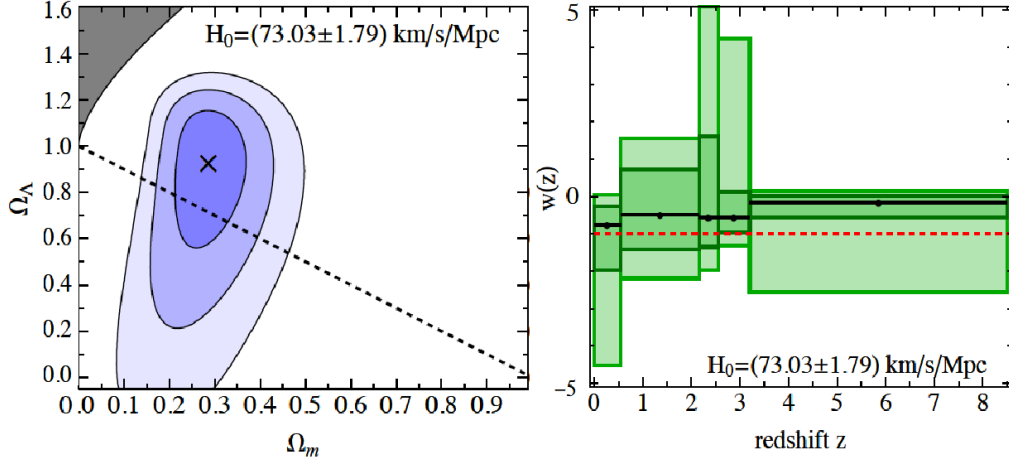 H₀=(73.03±1.79) km/s/Mpc
1.6
1.4
1.2
1.0
0.8
0.6
0.4
0.2
0.0
Ω_Λ
0.0 0.1 0.2 0.3 0.4 0.5 0.6 0.7 0.8 0.9
Ω_m
5
0
−5
w(z)
H₀=(73.03±1.79) km/s/Mpc
0 1 2 3 4 5 6 7 8
redshift z